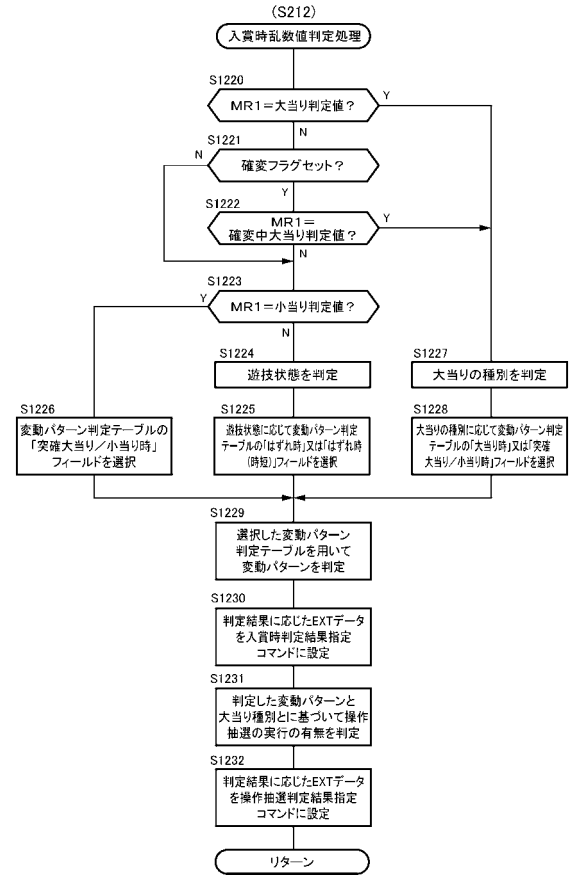 (S212)
入賞時乱数値判定処理
S1220
MR1=大当り判定値？
Y
N
S1221
N
確変フラグセット？
Y
S1222
MR1=
確変中大当り判定値？
Y
N
S1223
Y
MR1=小当り判定値？
N
S1224
遊技状態を判定
S1227
大当りの種別を判定
S1226
変動パターン判定テーブルの
「突確大当り／小当り時」
フィールドを選択
S1225
遊技状態に応じて変動パターン判定
テーブルの「はずれ時」又は「はずれ時
(時短)」フィールドを選択
S1228
大当りの種別に応じて変動パターン判定
テーブルの「大当り時」又は「突確
大当り／小当り時」フィールドを選択
S1229
選択した変動パターン
判定テーブルを用いて
変動パターンを判定
S1230
判定結果に応じたEXTデータ
を入賞時判定結果指定
コマンドに設定
S1231
判定した変動パターンと
大当り種別とに基づいて操作
抽選の実行の有無を判定
S1232
判定結果に応じたEXTデータ
を操作抽選判定結果指定
コマンドに設定
リターン